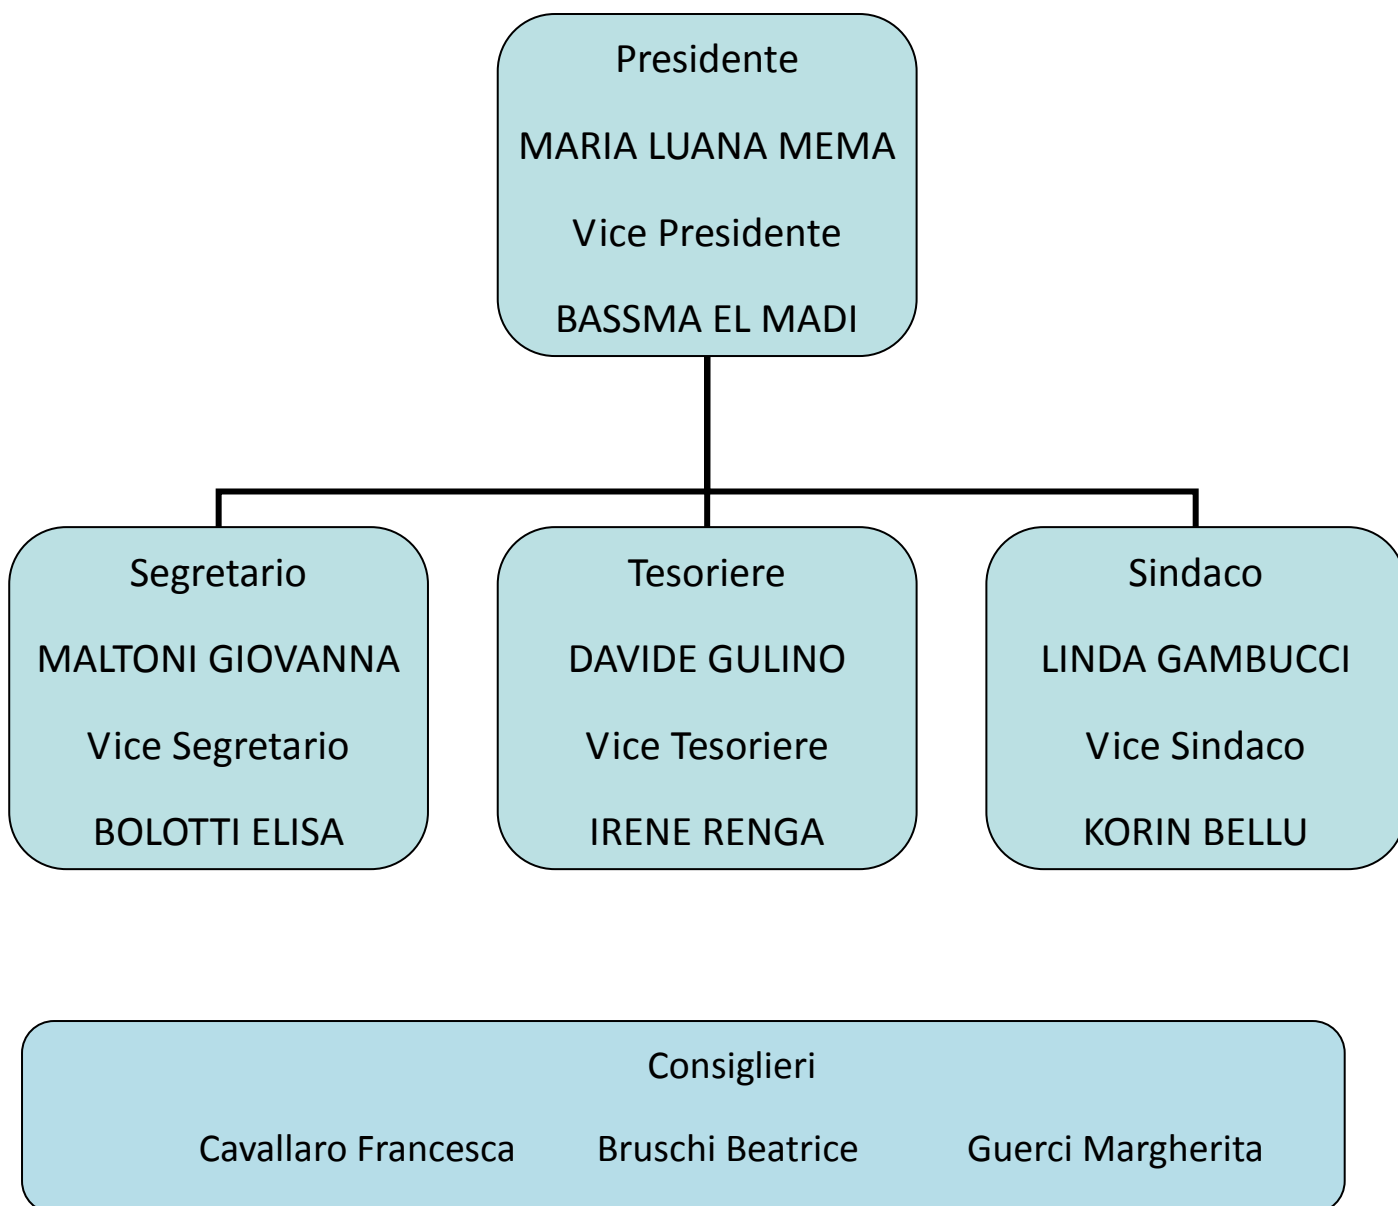 Presidente
MARIA LUANA MEMA
Vice Presidente
BASSMA EL MADI
Segretario
MALTONI GIOVANNA
Vice Segretario
BOLOTTI ELISA
Tesoriere
DAVIDE GULINO
Vice Tesoriere
IRENE RENGA
Sindaco
LINDA GAMBUCCI
Vice Sindaco
KORIN BELLU
Consiglieri
Cavallaro Francesca Bruschi Beatrice Guerci Margherita